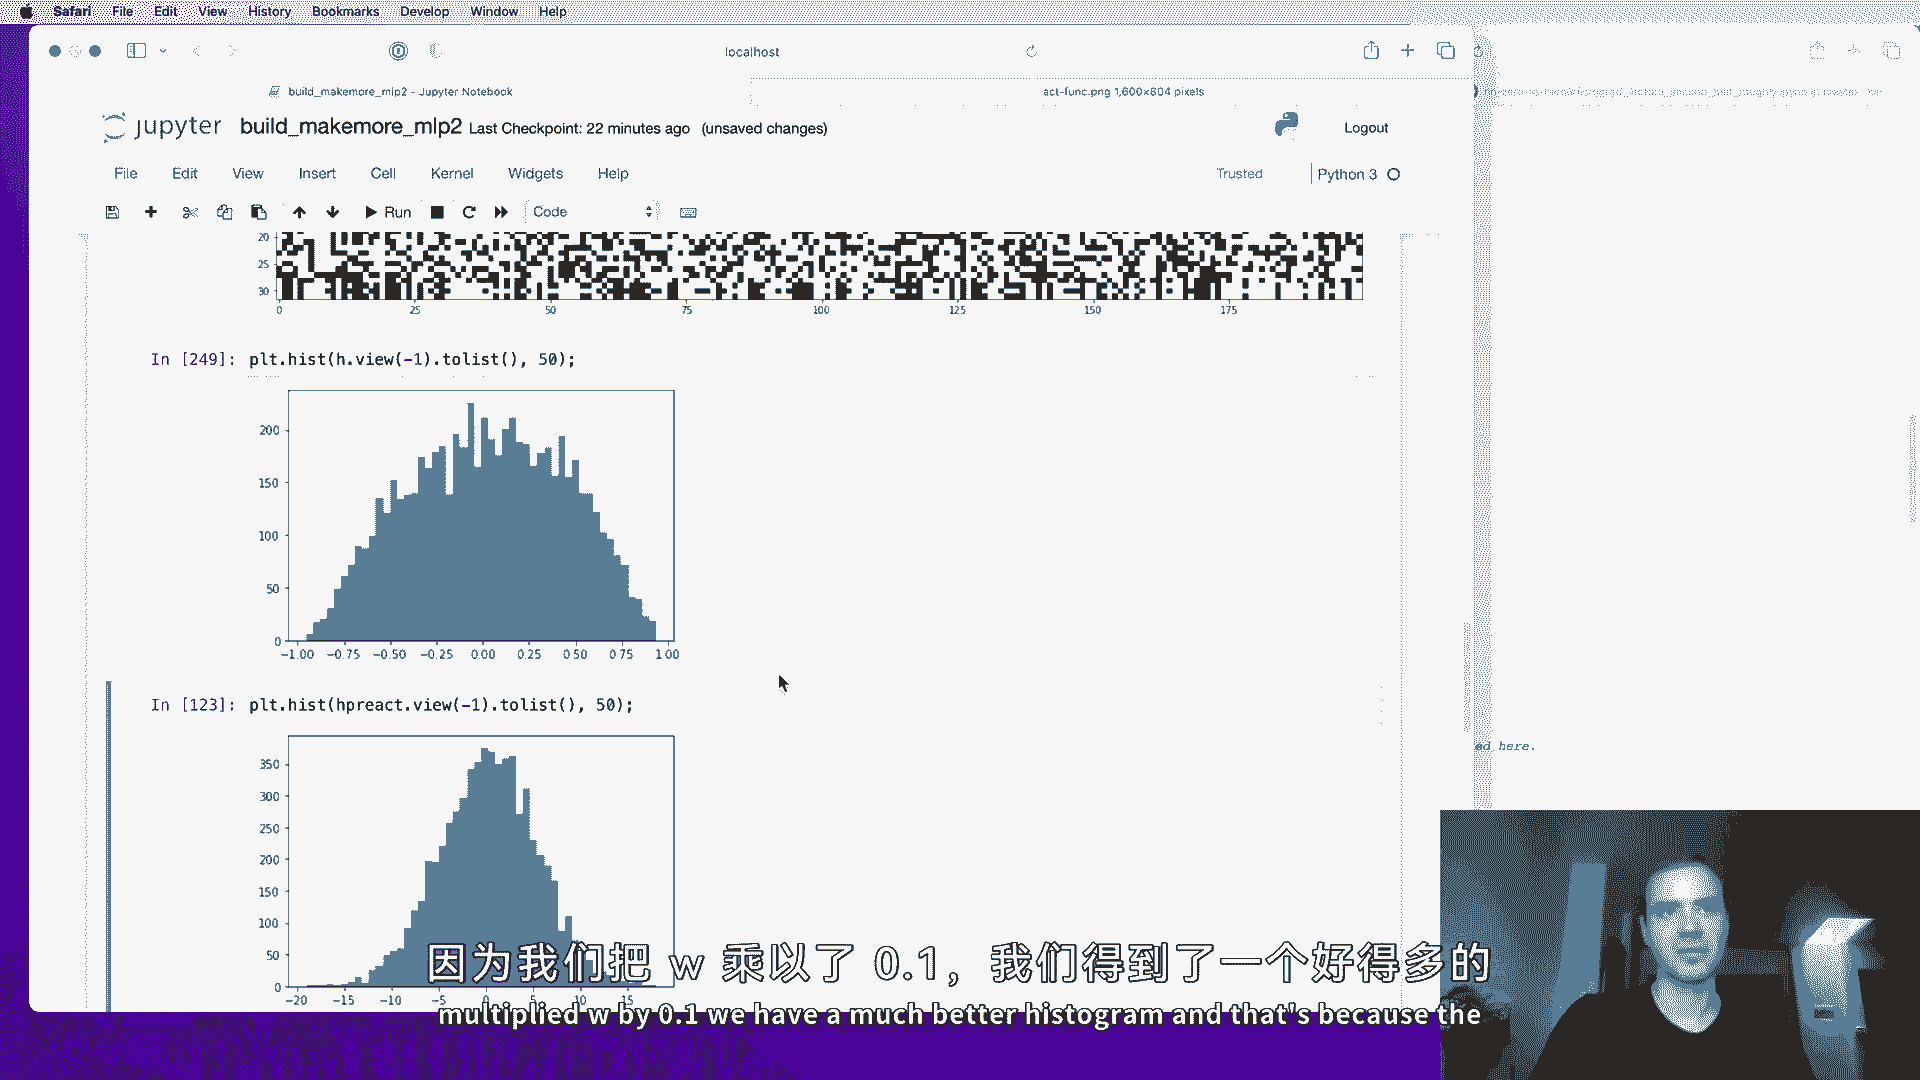 Safari File Edit View History Bookmarks Develop Window Help
localhost
build_makemore_mlp2 - Jupyter Notebook
act-func.png 1,600×804 pixels
jupyter build_makemore_mlp2 Last Checkpoint: 22 minutes ago (unsaved changes)
Logout
File Edit View Insert Cell Kernel Widgets Help
Trusted
Python 3
Run
Code
20
25
30
0 25 50 75 100 125 150 175
In [249]: plt.hist(h.view(-1).tolist(), 50);
200
150
100
50
0
−1.00 −0.75 −0.50 −0.25 0.00 0.25 0.50 0.75 1.00
In [123]: plt.hist(hpreact.view(-1).tolist(), 50);
350
300
250
200
150
100
50
0
−20 −15 −10 −5 0 5 10 15
ed here.
因为我们把 w 乘以了 0.1，我们得到了一个好得多的
multiplied w by 0.1 we have a much better histogram and that's because the